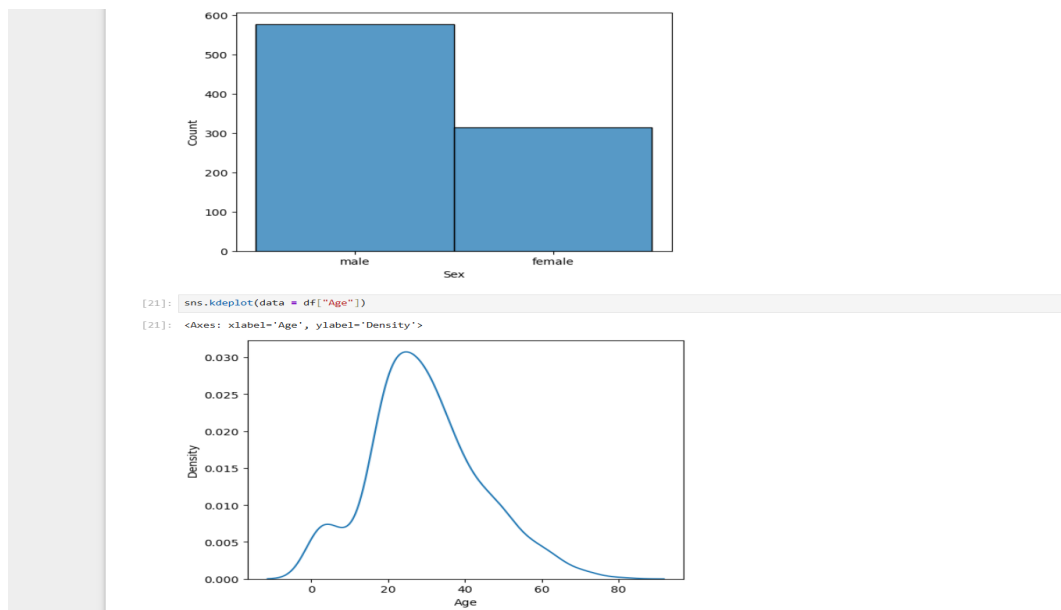 600
500
400
300
200
100
0
Count
male female
Sex
[21]: sns.kdeplot(data = df["Age"])
[21]: <Axes: xlabel='Age', ylabel='Density'>
0.030
0.025
0.020
0.015
0.010
0.005
0.000
Density
0 20 40 60 80
Age